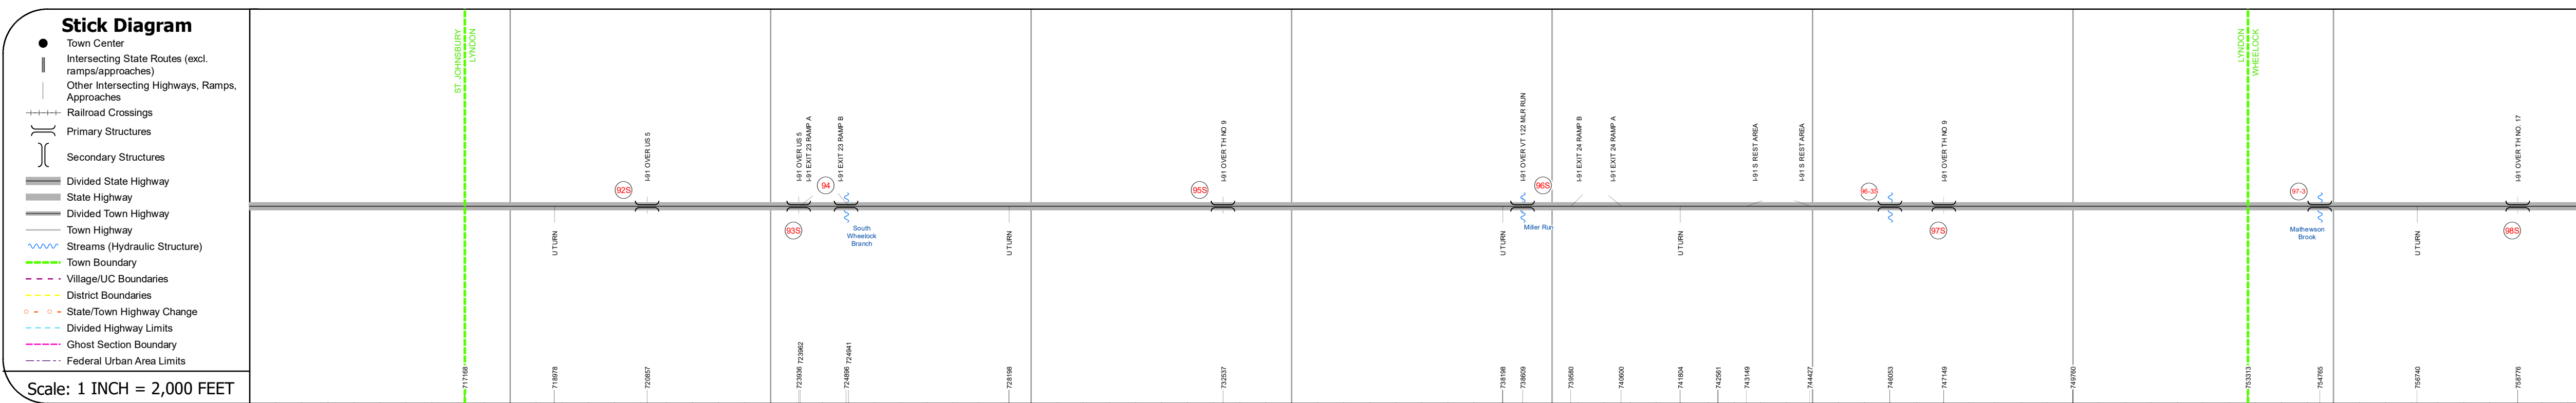 Stick Diagram
Town Center
Intersecting State Routes (excl.
ramps/approaches)
Other Intersecting Highways, Ramps,
Approaches
Railroad Crossings
Primary Structures
Secondary Structures
Divided State Highway
State Highway
Divided Town Highway
Town Highway
Streams (Hydraulic Structure)
Town Boundary
Village/UC Boundaries
District Boundaries
State/Town Highway Change
Divided Highway Limits
Ghost Section Boundary
Federal Urban Area Limits
Scale: 1 INCH = 2,000 FEET
ST. JOHNSBURY
LYNDON
LYNDON
WHEELOCK
I-91 OVER US 5
I-91 OVER US 5
I-91 EXIT 23 RAMP A
I-91 EXIT 23 RAMP B
I-91 OVER TH NO 9
I-91 OVER VT 122 MLR RUN
I-91 EXIT 24 RAMP B
I-91 EXIT 24 RAMP A
I-91 S REST AREA
I-91 S REST AREA
I-91 OVER TH NO 9
I-91 OVER TH NO. 17
92S
94
95S
96S
96-3S
97-3
93S
97S
98S
South
Wheelock
Branch
Miller Run
Mathewson
Brook
U TURN
U TURN
U TURN
U TURN
U TURN
717168
718978
720857
723936
723962
724896
724941
728198
732537
738198
738609
739580
740600
741804
742561
743149
744427
746053
747149
749760
753313
754765
756740
758776